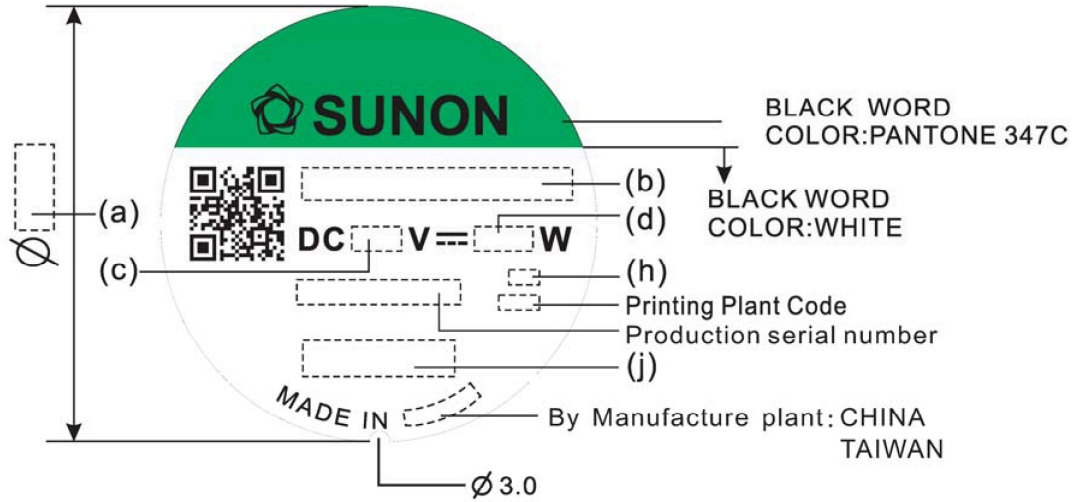 SUNON
BLACK WORD
COLOR:PANTONE 347C
BLACK WORD
COLOR:WHITE
(a)
Ø
(b)
(d)
DC V⎓ W
(c)
(h)
Printing Plant Code
Production serial number
(j)
MADE IN
By Manufacture plant: CHINA
TAIWAN
Ø 3.0